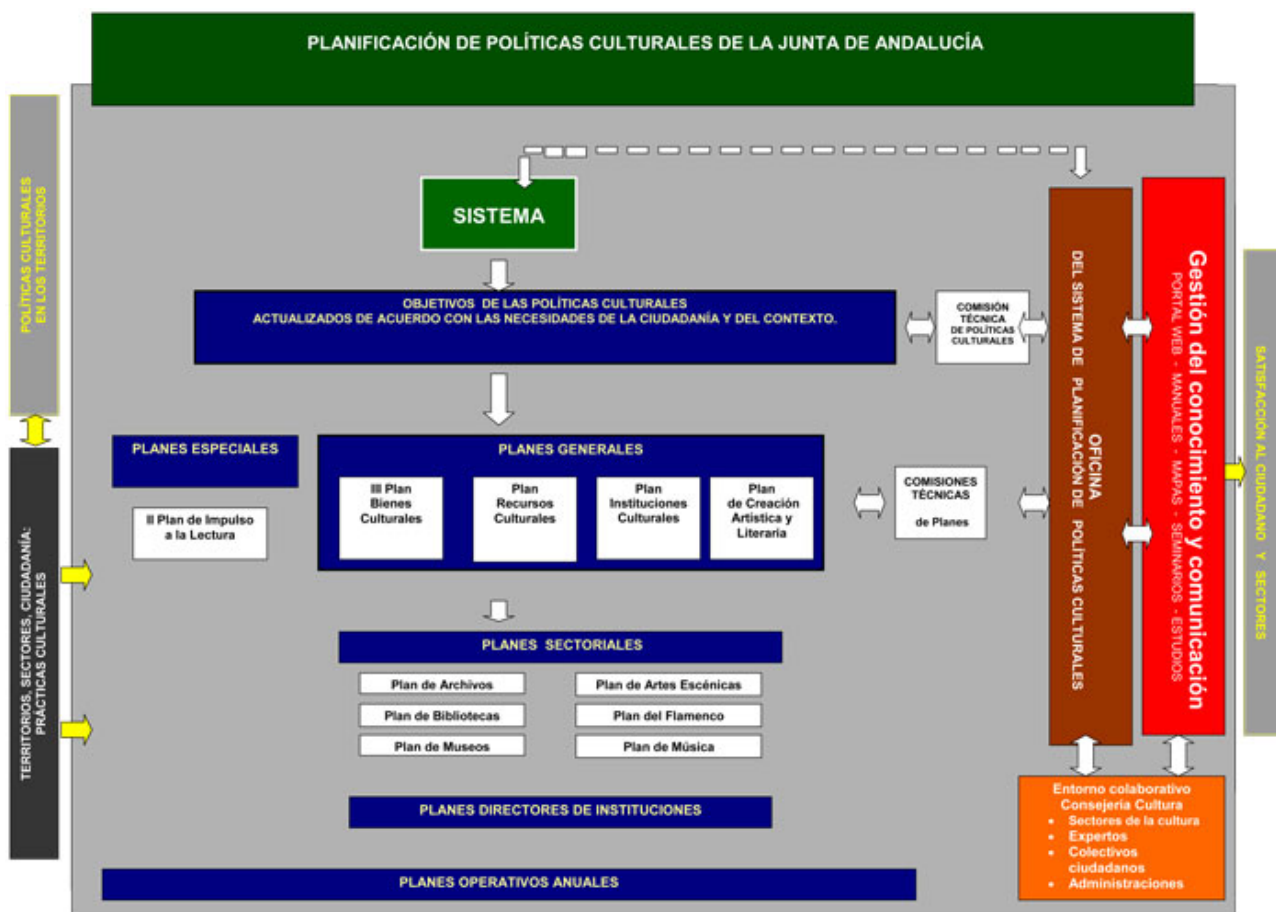 PLANIFICACIÓN DE POLÍTICAS CULTURALES DE LA JUNTA DE ANDALUCÍA
POLÍTICAS CULTURALES
EN LOS TERRITORIOS
TERRITORIOS, SECTORES, CIUDADANÍA:
PRÁCTICAS CULTURALES
SISTEMA
OBJETIVOS DE LAS POLÍTICAS CULTURALES
ACTUALIZADOS DE ACUERDO CON LAS NECESIDADES DE LA CIUDADANÍA Y DEL CONTEXTO.
COMISIÓN
TÉCNICA
DE POLÍTICAS
CULTURALES
PLANES ESPECIALES
II Plan de Impulso
a la Lectura
PLANES GENERALES
III Plan
Bienes
Culturales
Plan
Recursos
Culturales
Plan
Instituciones
Culturales
Plan
de Creación
Artística y
Literaria
COMISIONES
TÉCNICAS
de Planes
PLANES SECTORIALES
Plan de Archivos
Plan de Bibliotecas
Plan de Museos
Plan de Artes Escénicas
Plan del Flamenco
Plan de Música
PLANES DIRECTORES DE INSTITUCIONES
PLANES OPERATIVOS ANUALES
OFICINA
DEL SISTEMA DE PLANIFICACIÓN DE POLÍTICAS CULTURALES
Gestión del conocimiento y comunicación
PORTAL WEB - MANUALES - MAPAS - SEMINARIOS - ESTUDIOS
Entorno colaborativo
Consejería Cultura
• Sectores de la cultura
• Expertos
• Colectivos
ciudadanos
• Administraciones
SATISFACCIÓN AL CIUDADANO Y SECTORES